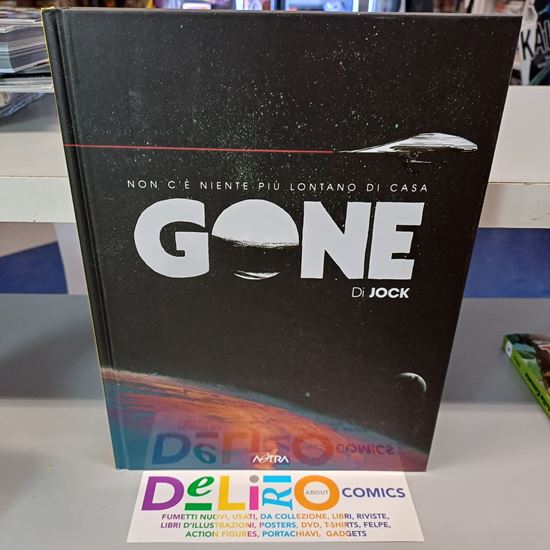 NON C'È NIENTE PIÙ LONTANO DI CASA
GONE
Di JOCK
ASTRA
DeLiRiO ABOUT COMICS
FUMETTI NUOVI, USATI, DA COLLEZIONE, LIBRI, RIVISTE,
LIBRI D'ILLUSTRAZIONI, POSTERS, DVD, T-SHIRTS, FELPE,
ACTION FIGURES, PORTACHIAVI, GADGETS